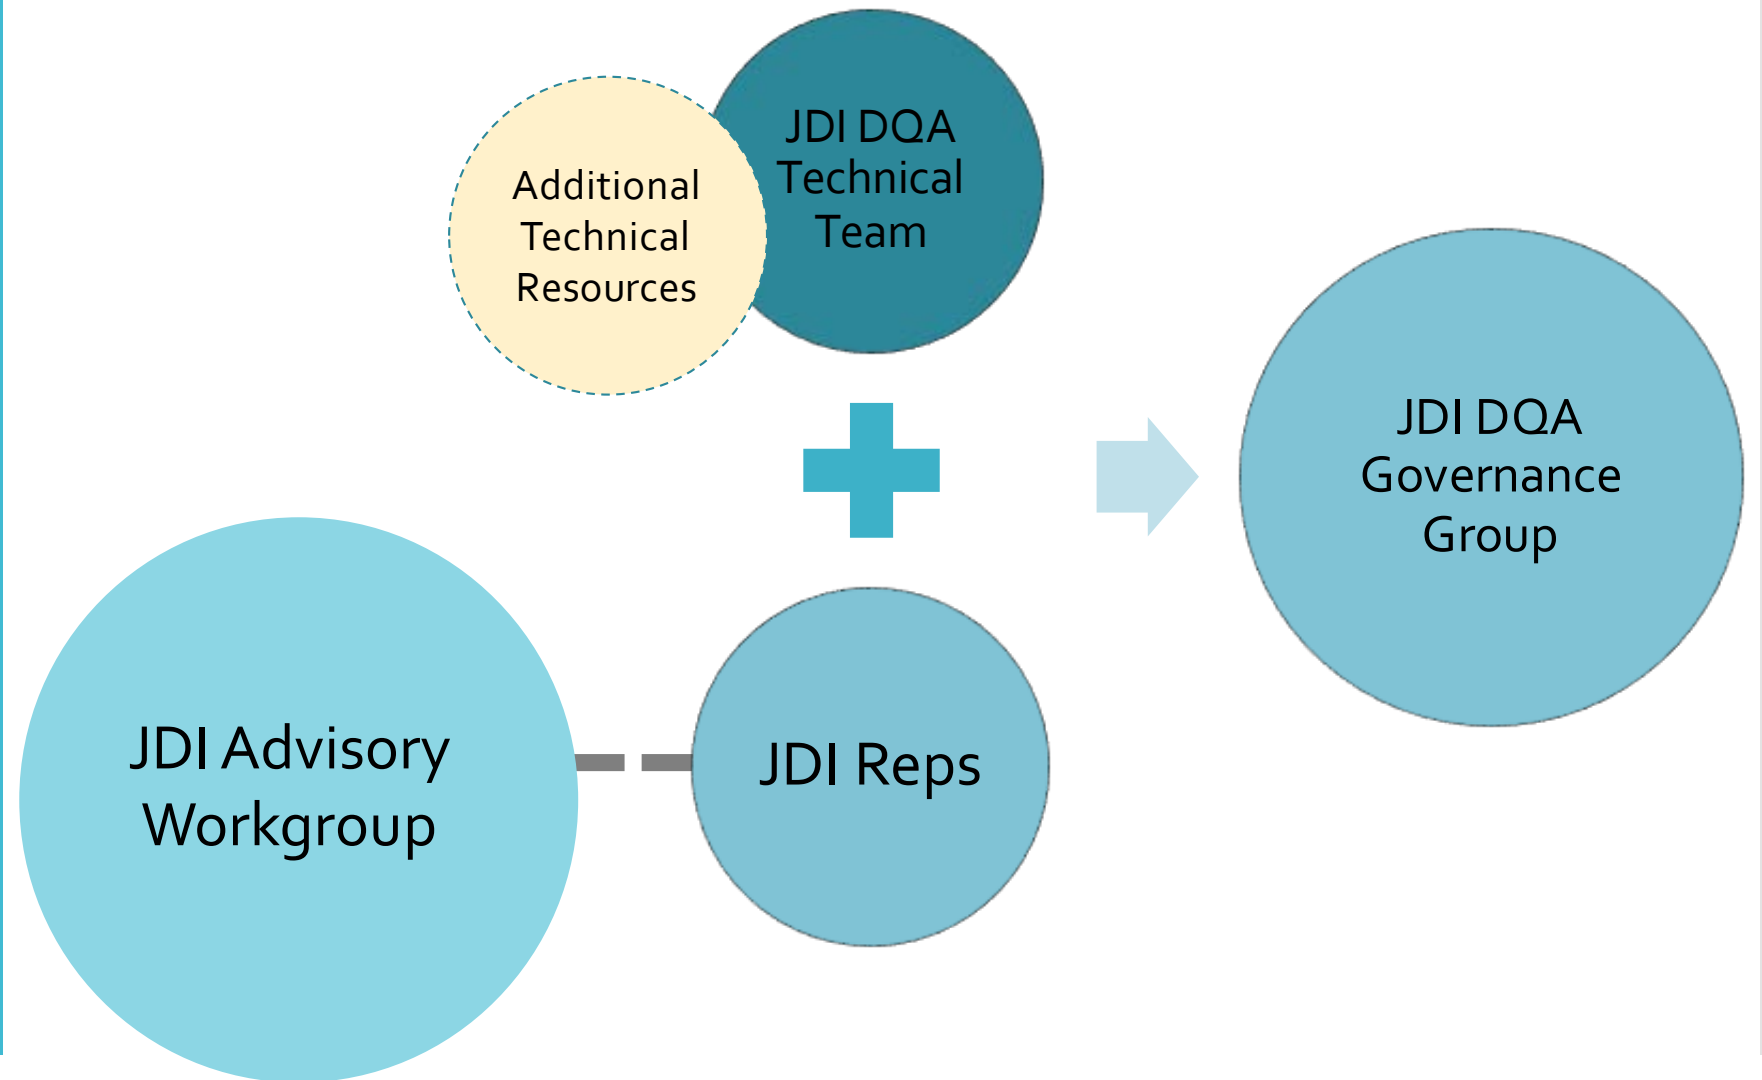 JDI DQA
Technical
Team
Additional
Technical
Resources
JDI DQA
Governance
Group
JDI Advisory
Workgroup
JDI Reps